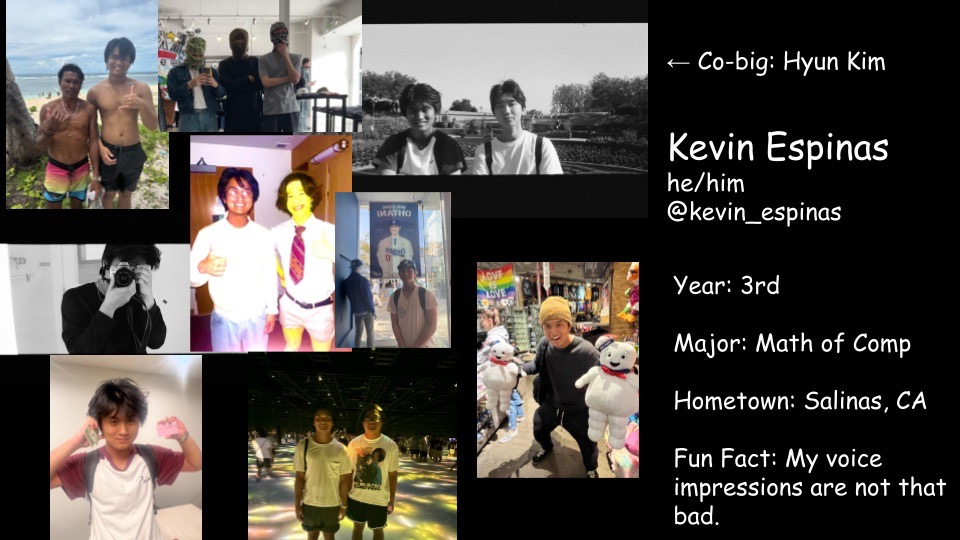 ← Co-big: Hyun Kim
Kevin Espinas
he/him
@kevin_espinas
Year: 3rd
Major: Math of Comp
Hometown: Salinas, CA
Fun Fact: My voice
impressions are not that
bad.
OHTANI
LOVE
IS
LOVE